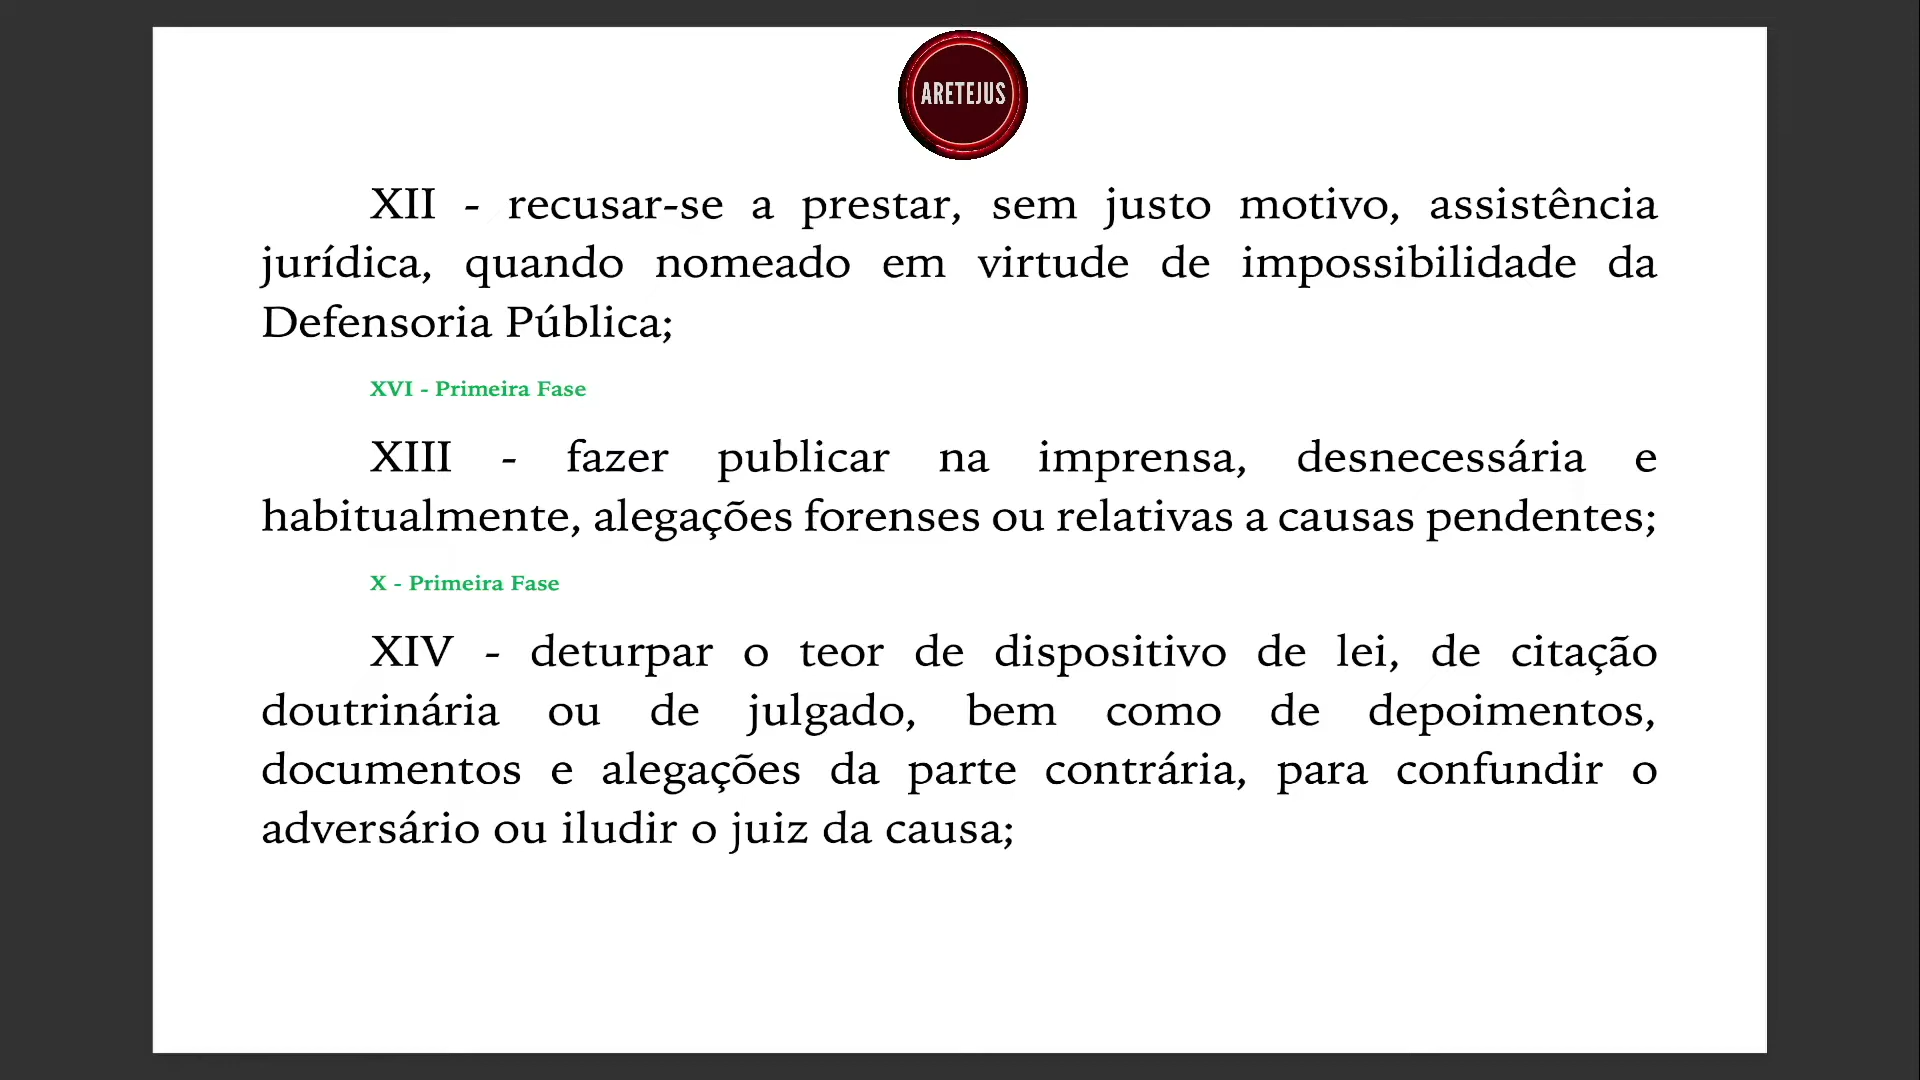 ARETEJUS
XII - recusar-se a prestar, sem justo motivo, assistência
jurídica, quando nomeado em virtude de impossibilidade da
Defensoria Pública;
XVI - Primeira Fase
XIII - fazer publicar na imprensa, desnecessária e
habitualmente, alegações forenses ou relativas a causas pendentes;
X - Primeira Fase
XIV - deturpar o teor de dispositivo de lei, de citação
doutrinária ou de julgado, bem como de depoimentos,
documentos e alegações da parte contrária, para confundir o
adversário ou iludir o juiz da causa;